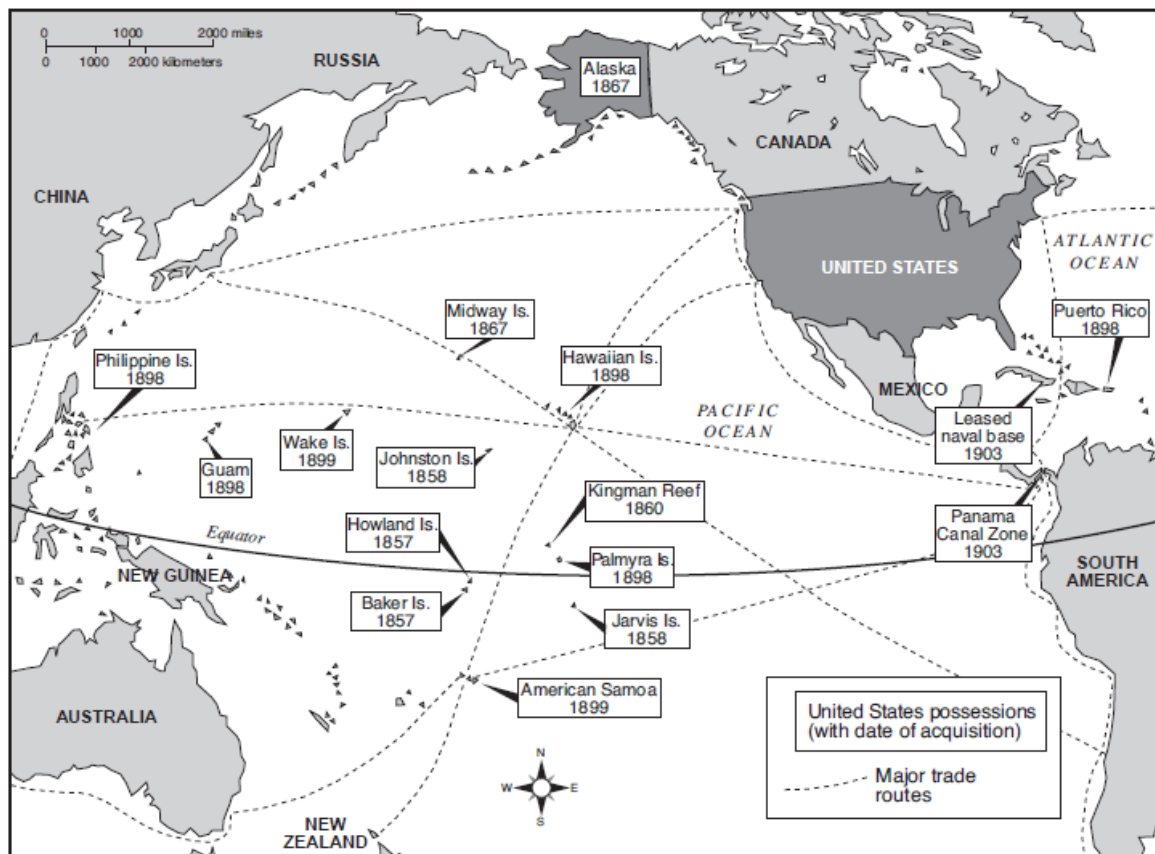 0 1000 2000 miles
0 1000 2000 kilometers
RUSSIA
Alaska
1867
CANADA
CHINA
UNITED STATES
ATLANTIC
OCEAN
Midway Is.
1867
Puerto Rico
1898
Philippine Is.
1898
Hawaiian Is.
1898
MEXICO
PACIFIC
OCEAN
Leased
naval base
1903
Wake Is.
1899
Johnston Is.
1858
Guam
1898
Kingman Reef
1860
Panama
Canal Zone
1903
Equator
Howland Is.
1857
Palmyra Is.
1898
NEW GUINEA
SOUTH
AMERICA
Baker Is.
1857
Jarvis Is.
1858
American Samoa
1899
AUSTRALIA
United States possessions
(with date of acquisition)
N
W E
S
Major trade
routes
NEW
ZEALAND